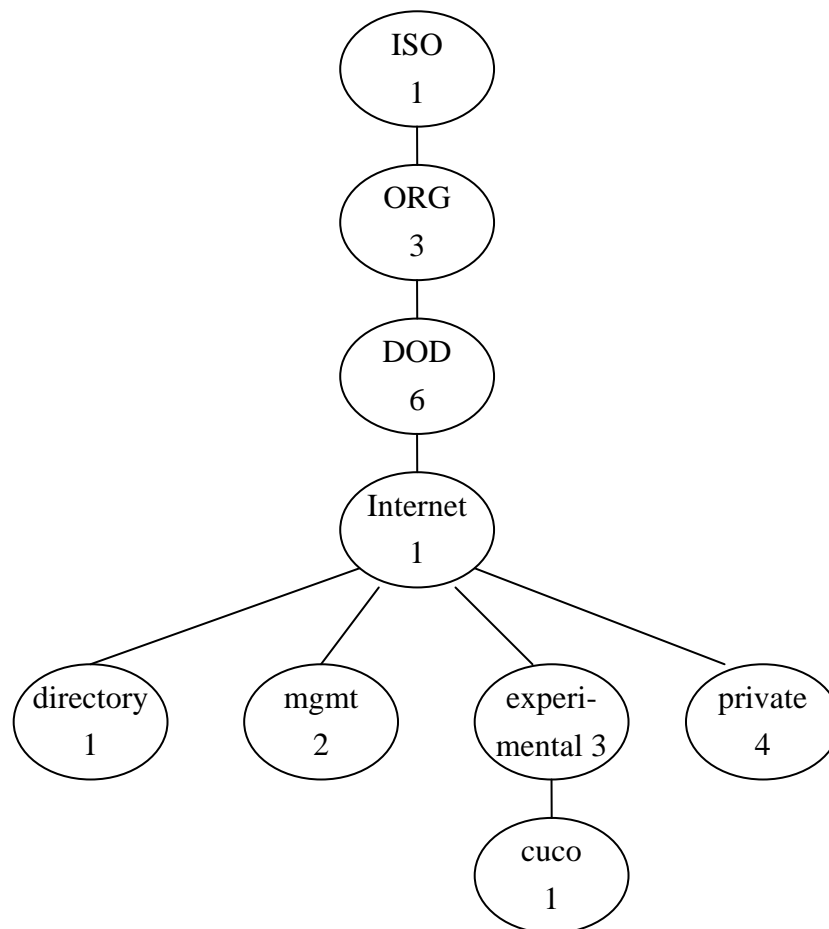 ISO
1
ORG
3
DOD
6
Internet
1
directory
1
mgmt
2
experi-
mental 3
private
4
cuco
1